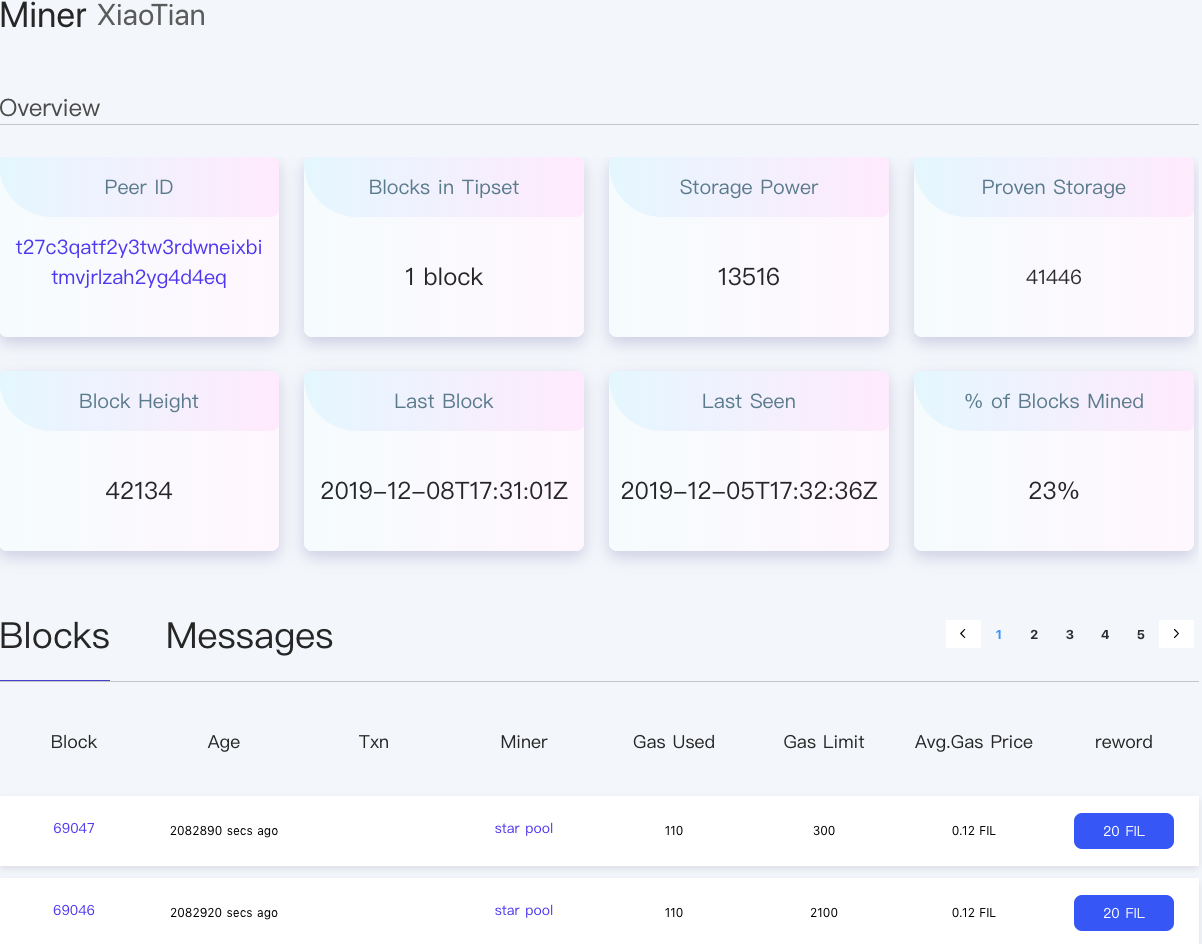 Miner XiaoTian
Overview
Peer ID
Blocks in Tipset
Storage Power
Proven Storage
t27c3qatf2y3tw3rdwneixbi
tmvjrlzah2yg4d4eq
1 block
13516
41446
Block Height
Last Block
Last Seen
% of Blocks Mined
42134
2019-12-08T17:31:01Z
2019-12-05T17:32:36Z
23%
Blocks Messages
1 2 3 4 5
Block Age Txn Miner Gas Used Gas Limit Avg.Gas Price reword
69047 2082890 secs ago star pool 110 300 0.12 FIL 20 FIL
69046 2082920 secs ago star pool 110 2100 0.12 FIL 20 FIL